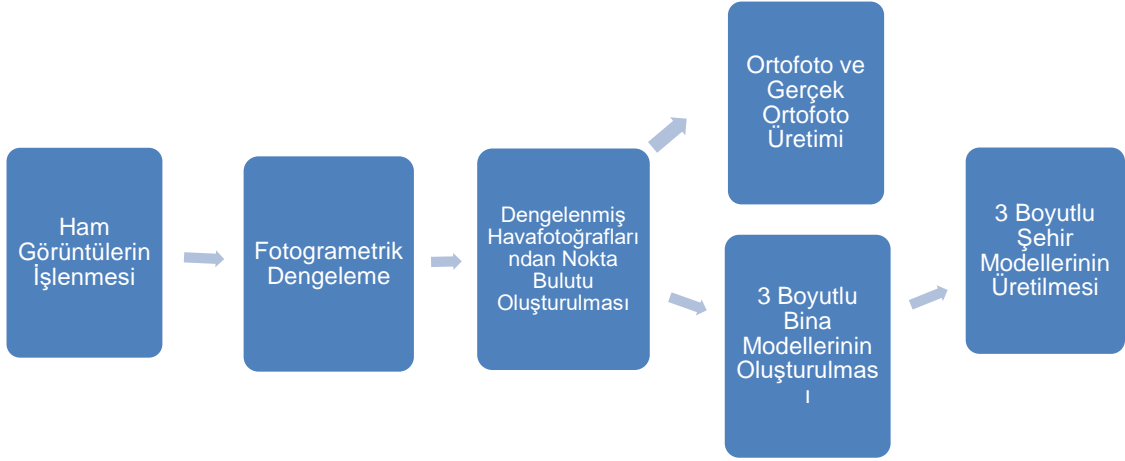 Ham
Görüntülerin
İşlenmesi
Fotogrametrik
Dengeleme
Dengelenmiş
Havafotoğrafları
ndan Nokta
Bulutu
Oluşturulması
Ortofoto ve
Gerçek
Ortofoto
Üretimi
3 Boyutlu
Bina
Modellerinin
Oluşturulmas
ı
3 Boyutlu
Şehir
Modellerinin
Üretilmesi